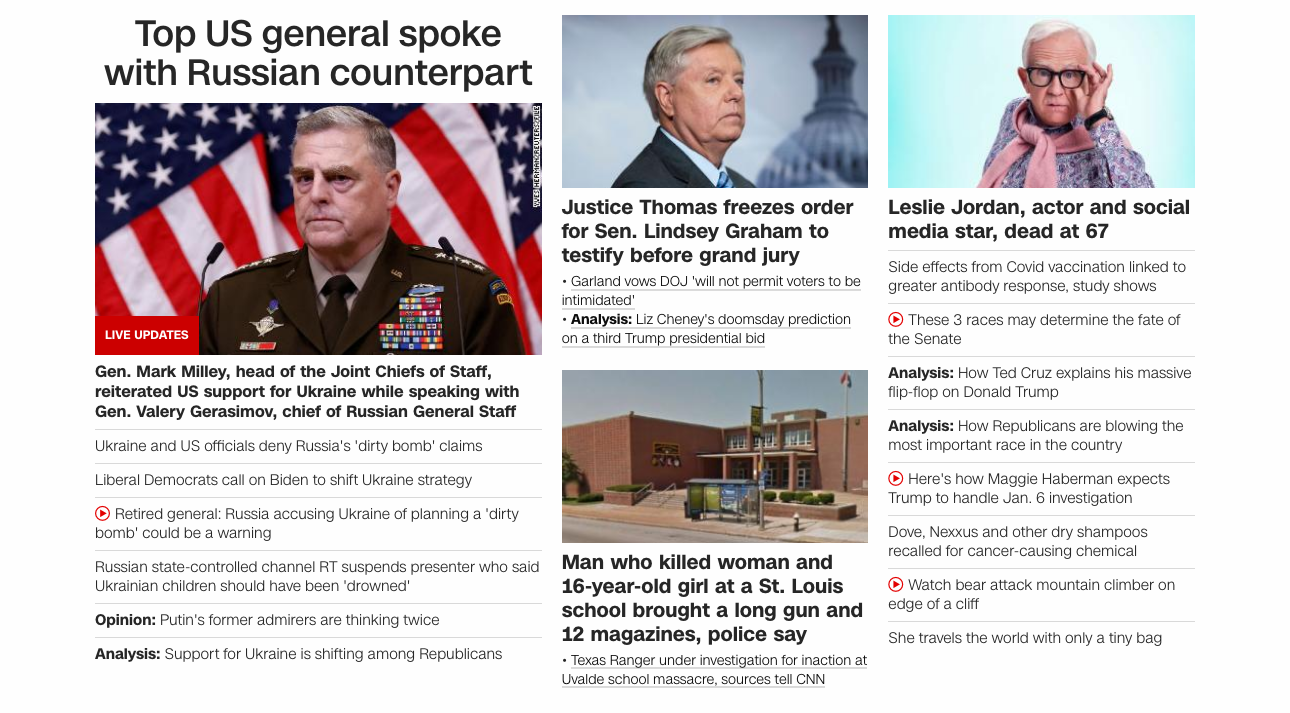 Top US general spoke
with Russian counterpart
YVES HERMAN/REUTERS/FILE
LIVE UPDATES
Gen. Mark Milley, head of the Joint Chiefs of Staff,
reiterated US support for Ukraine while speaking with
Gen. Valery Gerasimov, chief of Russian General Staff
Ukraine and US officials deny Russia's 'dirty bomb' claims
Liberal Democrats call on Biden to shift Ukraine strategy
Retired general: Russia accusing Ukraine of planning a 'dirty
bomb' could be a warning
Russian state-controlled channel RT suspends presenter who said
Ukrainian children should have been 'drowned'
Opinion: Putin's former admirers are thinking twice
Analysis: Support for Ukraine is shifting among Republicans
Justice Thomas freezes order
for Sen. Lindsey Graham to
testify before grand jury
• Garland vows DOJ 'will not permit voters to be
intimidated'
• Analysis: Liz Cheney's doomsday prediction
on a third Trump presidential bid
Man who killed woman and
16-year-old girl at a St. Louis
school brought a long gun and
12 magazines, police say
• Texas Ranger under investigation for inaction at
Uvalde school massacre, sources tell CNN
Leslie Jordan, actor and social
media star, dead at 67
Side effects from Covid vaccination linked to
greater antibody response, study shows
These 3 races may determine the fate of
the Senate
Analysis: How Ted Cruz explains his massive
flip-flop on Donald Trump
Analysis: How Republicans are blowing the
most important race in the country
Here's how Maggie Haberman expects
Trump to handle Jan. 6 investigation
Dove, Nexxus and other dry shampoos
recalled for cancer-causing chemical
Watch bear attack mountain climber on
edge of a cliff
She travels the world with only a tiny bag